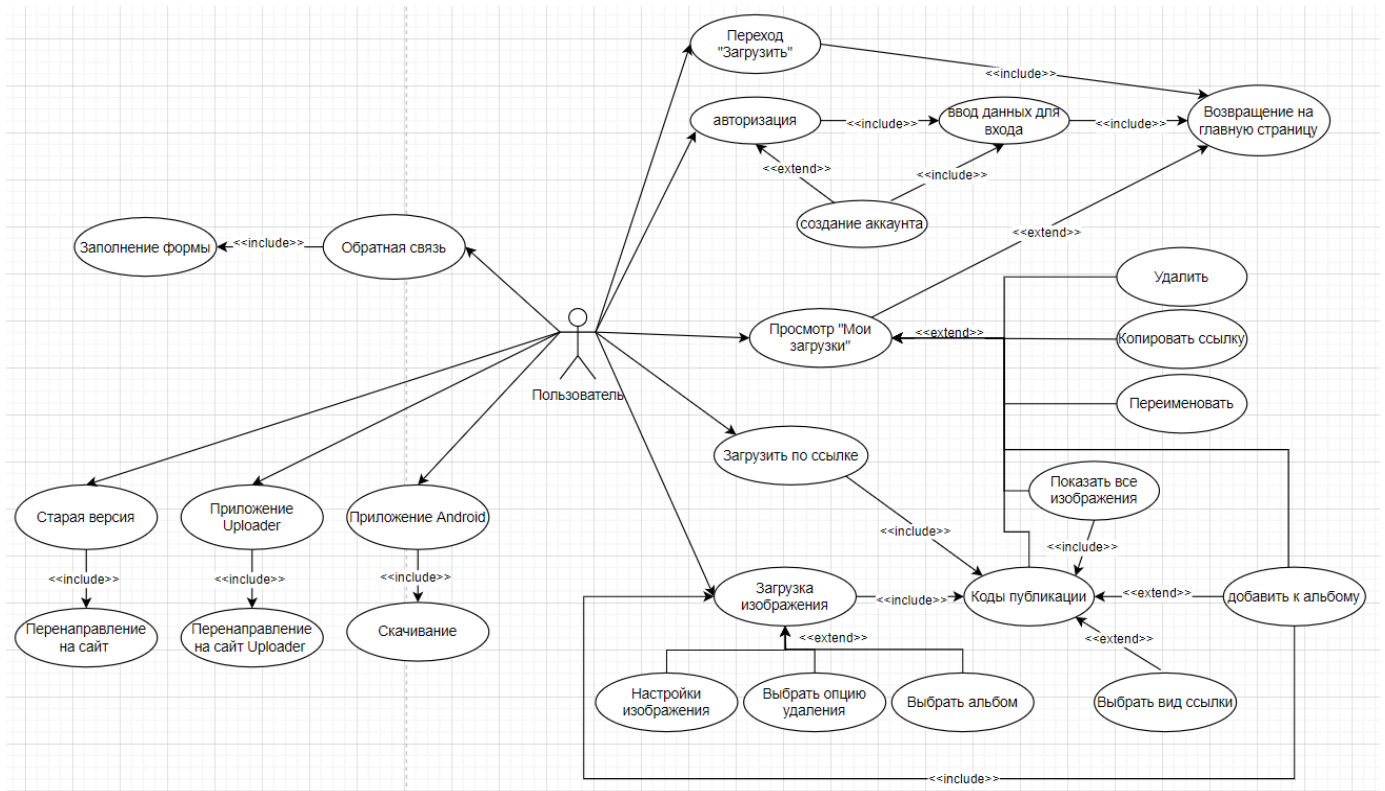 Переход
"Загрузить"
<<include>>
авторизация
<<include>>
ввод данных для
входа
<<include>>
Возвращение на
главную страницу
<<extend>>
<<include>>
создание аккаунта
<<extend>>
Заполнение формы
<<include>>
Обратная связь
Пользователь
Просмотр "Мои
загрузки"
<<extend>>
Удалить
Копировать ссылку
Переименовать
Загрузить по ссылке
<<include>>
Показать все
изображения
<<include>>
Старая версия
Приложение
Uploader
Приложение Android
<<include>>
<<include>>
<<include>>
Перенаправление
на сайт
Перенаправление
на сайт Uploader
Скачивание
Загрузка
изображения
<<include>>
Коды публикации
<<extend>>
добавить к альбому
<<extend>>
<<extend>>
Настройки
изображения
Выбрать опцию
удаления
Выбрать альбом
Выбрать вид ссылки
<<include>>